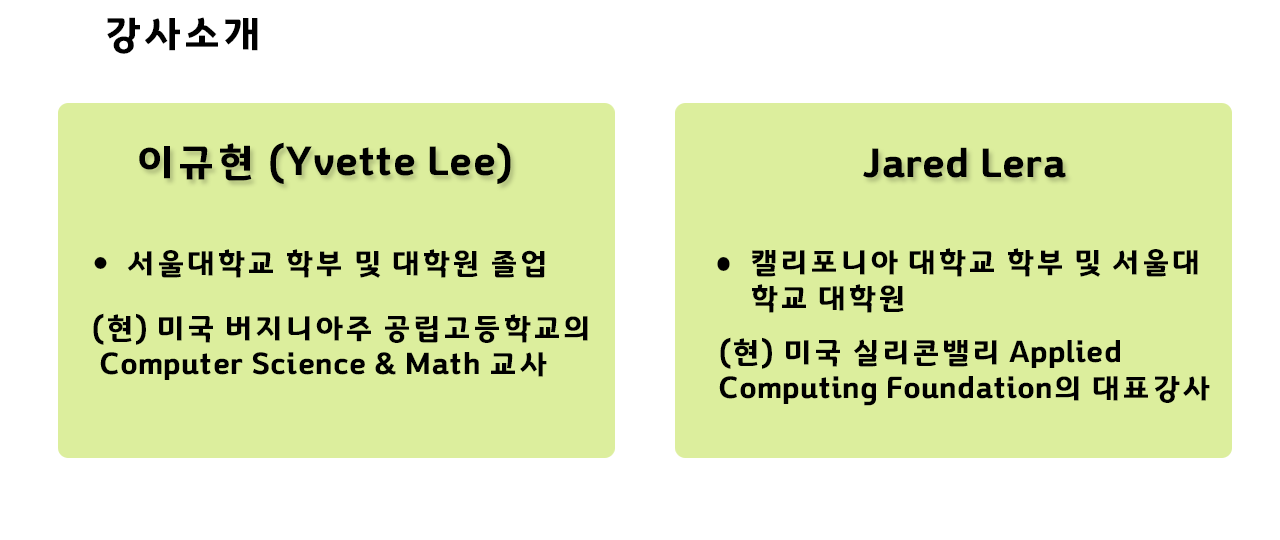 강사소개
이규현 (Yvette Lee)
• 서울대학교 학부 및 대학원 졸업
(현) 미국 버지니아주 공립고등학교의
Computer Science & Math 교사
Jared Lera
• 캘리포니아 대학교 학부 및 서울대
학교 대학원
(현) 미국 실리콘밸리 Applied
Computing Foundation의 대표강사